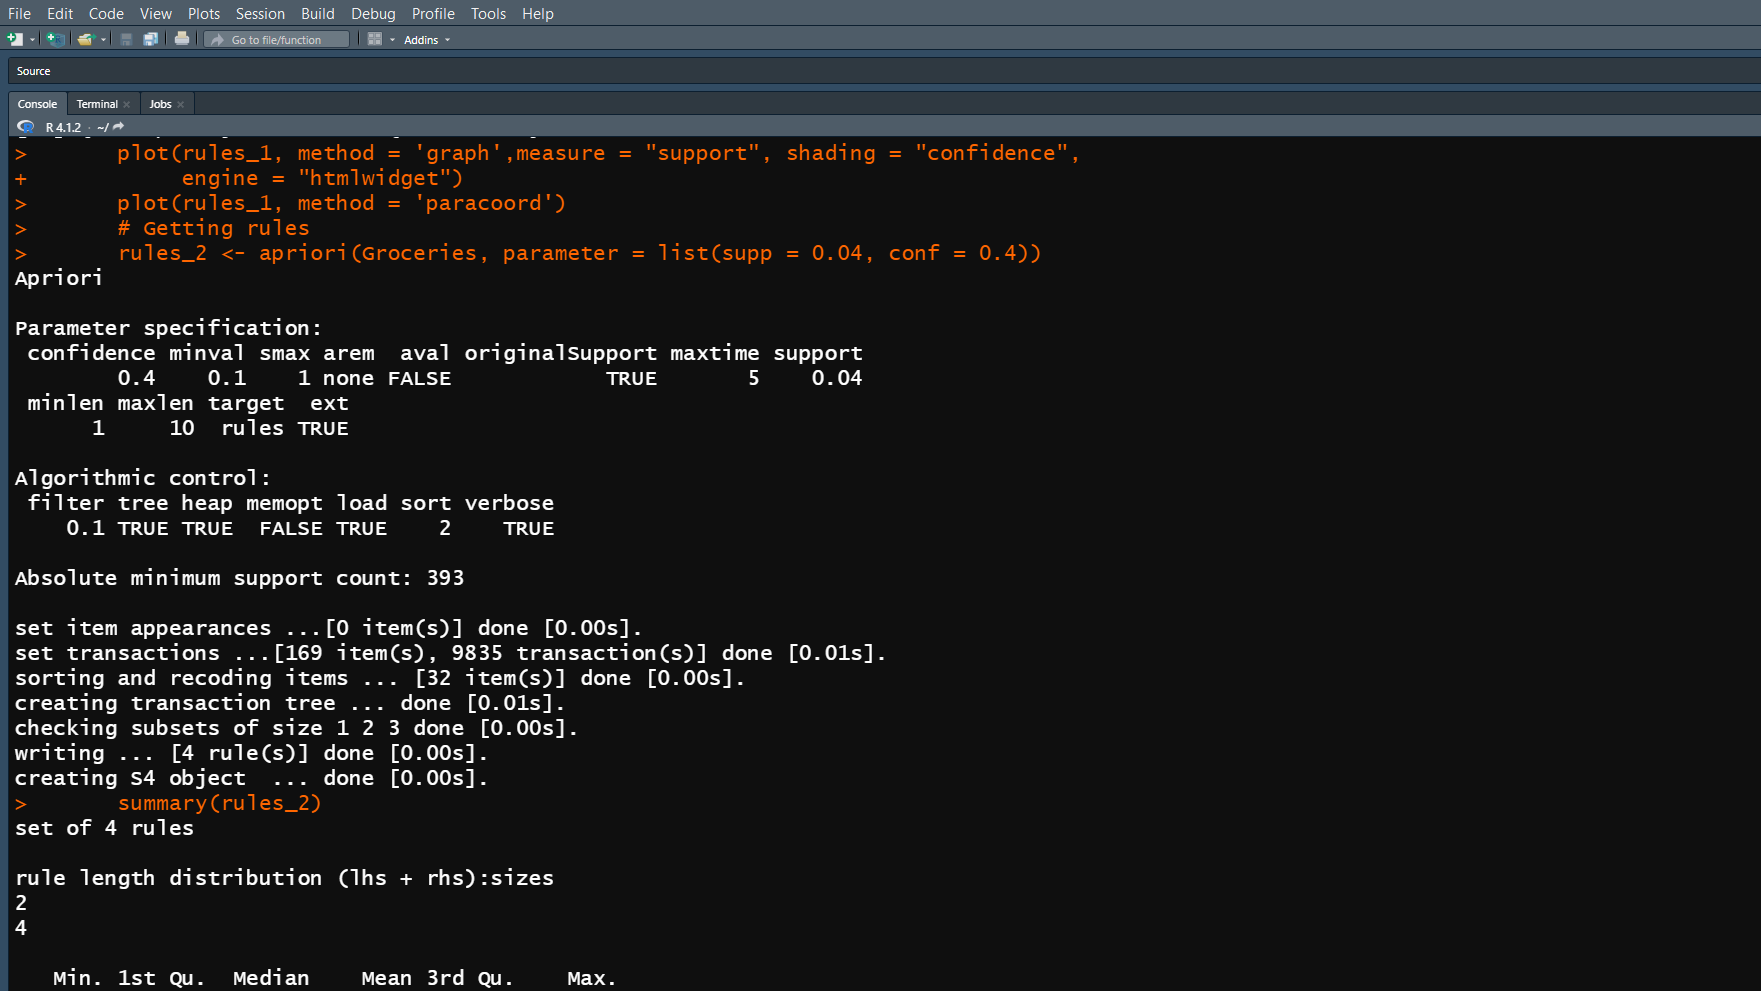 File Edit Code View Plots Session Build Debug Profile Tools Help
Go to file/function Addins
Source
Console Terminal Jobs
R 4.1.2 · ~/
> plot(rules_1, method = 'graph',measure = "support", shading = "confidence",
+ engine = "htmlwidget")
> plot(rules_1, method = 'paracoord')
> # Getting rules
> rules_2 <- apriori(Groceries, parameter = list(supp = 0.04, conf = 0.4))
Apriori
Parameter specification:
confidence minval smax arem aval originalSupport maxtime support
0.4 0.1 1 none FALSE TRUE 5 0.04
minlen maxlen target ext
1 10 rules TRUE
Algorithmic control:
filter tree heap memopt load sort verbose
0.1 TRUE TRUE FALSE TRUE 2 TRUE
Absolute minimum support count: 393
set item appearances ...[0 item(s)] done [0.00s].
set transactions ...[169 item(s), 9835 transaction(s)] done [0.01s].
sorting and recoding items ... [32 item(s)] done [0.00s].
creating transaction tree ... done [0.01s].
checking subsets of size 1 2 3 done [0.00s].
writing ... [4 rule(s)] done [0.00s].
creating S4 object ... done [0.00s].
> summary(rules_2)
set of 4 rules
rule length distribution (lhs + rhs):sizes
2
4
Min. 1st Qu. Median Mean 3rd Qu. Max.